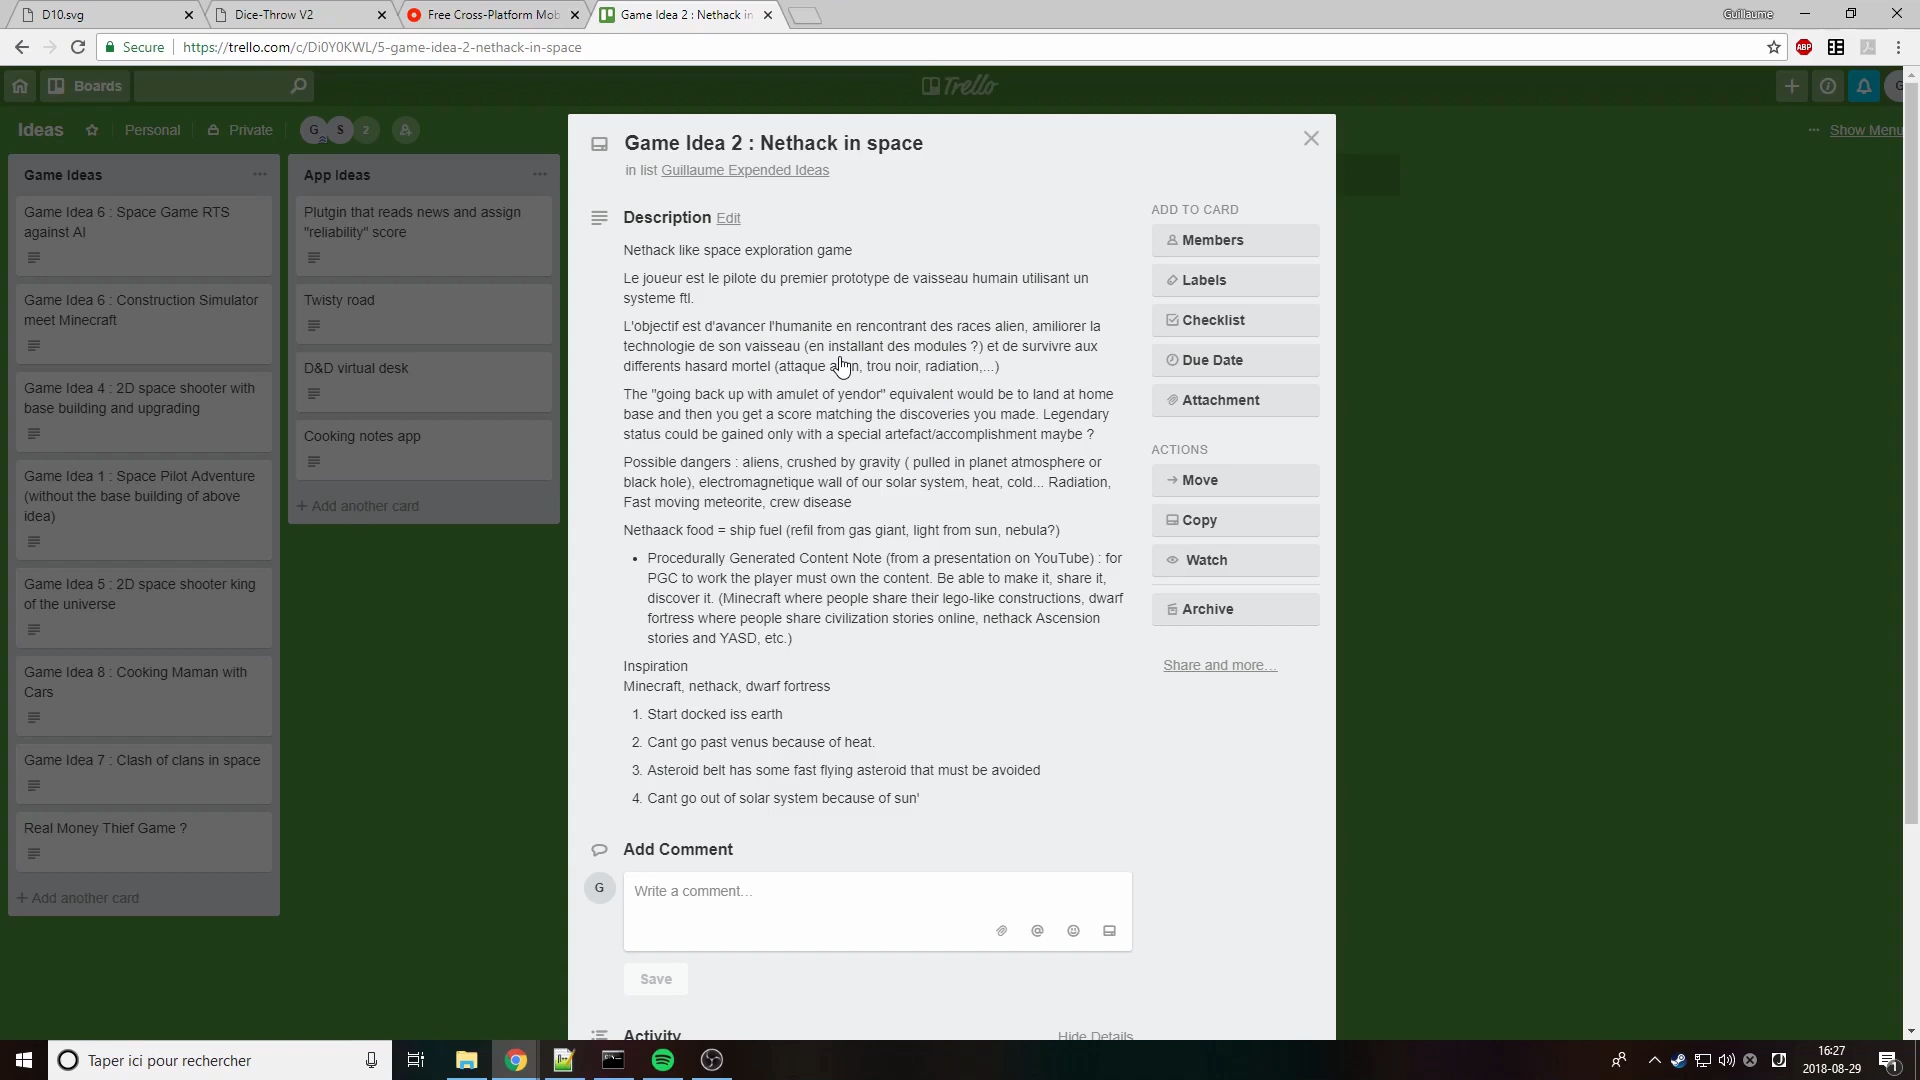 D10.svg
Dice-Throw V2
Free Cross-Platform Mob
Game Idea 2 : Nethack in
Guillaume
Secure
https://trello.com/c/Di0Y0KWL/5-game-idea-2-nethack-in-space
ABP
Boards
Trello
G
Ideas
Personal
Private
G
S
2
Show Menu
Game Ideas
Game Idea 6 : Space Game RTS
against AI
Game Idea 6 : Construction Simulator
meet Minecraft
Game Idea 4 : 2D space shooter with
base building and upgrading
Game Idea 1 : Space Pilot Adventure
(without the base building of above
idea)
Game Idea 5 : 2D space shooter king
of the universe
Game Idea 8 : Cooking Maman with
Cars
Game Idea 7 : Clash of clans in space
Real Money Thief Game ?
+ Add another card
App Ideas
Plutgin that reads news and assign
"reliability" score
Twisty road
D&D virtual desk
Cooking notes app
+ Add another card
Game Idea 2 : Nethack in space
in list Guillaume Expended Ideas
Description Edit
Nethack like space exploration game
Le joueur est le pilote du premier prototype de vaisseau humain utilisant un
systeme ftl.
L'objectif est d'avancer l'humanite en rencontrant des races alien, amiliorer la
technologie de son vaisseau (en installant des modules ?) et de survivre aux
differents hasard mortel (attaque alien, trou noir, radiation,...)
The "going back up with amulet of yendor" equivalent would be to land at home
base and then you get a score matching the discoveries you made. Legendary
status could be gained only with a special artefact/accomplishment maybe ?
Possible dangers : aliens, crushed by gravity ( pulled in planet atmosphere or
black hole), electromagnetique wall of our solar system, heat, cold... Radiation,
Fast moving meteorite, crew disease
Nethaack food = ship fuel (refil from gas giant, light from sun, nebula?)
• Procedurally Generated Content Note (from a presentation on YouTube) : for
PGC to work the player must own the content. Be able to make it, share it,
discover it. (Minecraft where people share their lego-like constructions, dwarf
fortress where people share civilization stories online, nethack Ascension
stories and YASD, etc.)
Inspiration
Minecraft, nethack, dwarf fortress
1. Start docked iss earth
2. Cant go past venus because of heat.
3. Asteroid belt has some fast flying asteroid that must be avoided
4. Cant go out of solar system because of sun'
Add Comment
G
Write a comment…
@
Save
Activity
Hide Details
ADD TO CARD
Members
Labels
Checklist
Due Date
Attachment
ACTIONS
Move
Copy
Watch
Archive
Share and more…
Taper ici pour rechercher
16:27
2018-08-29
1